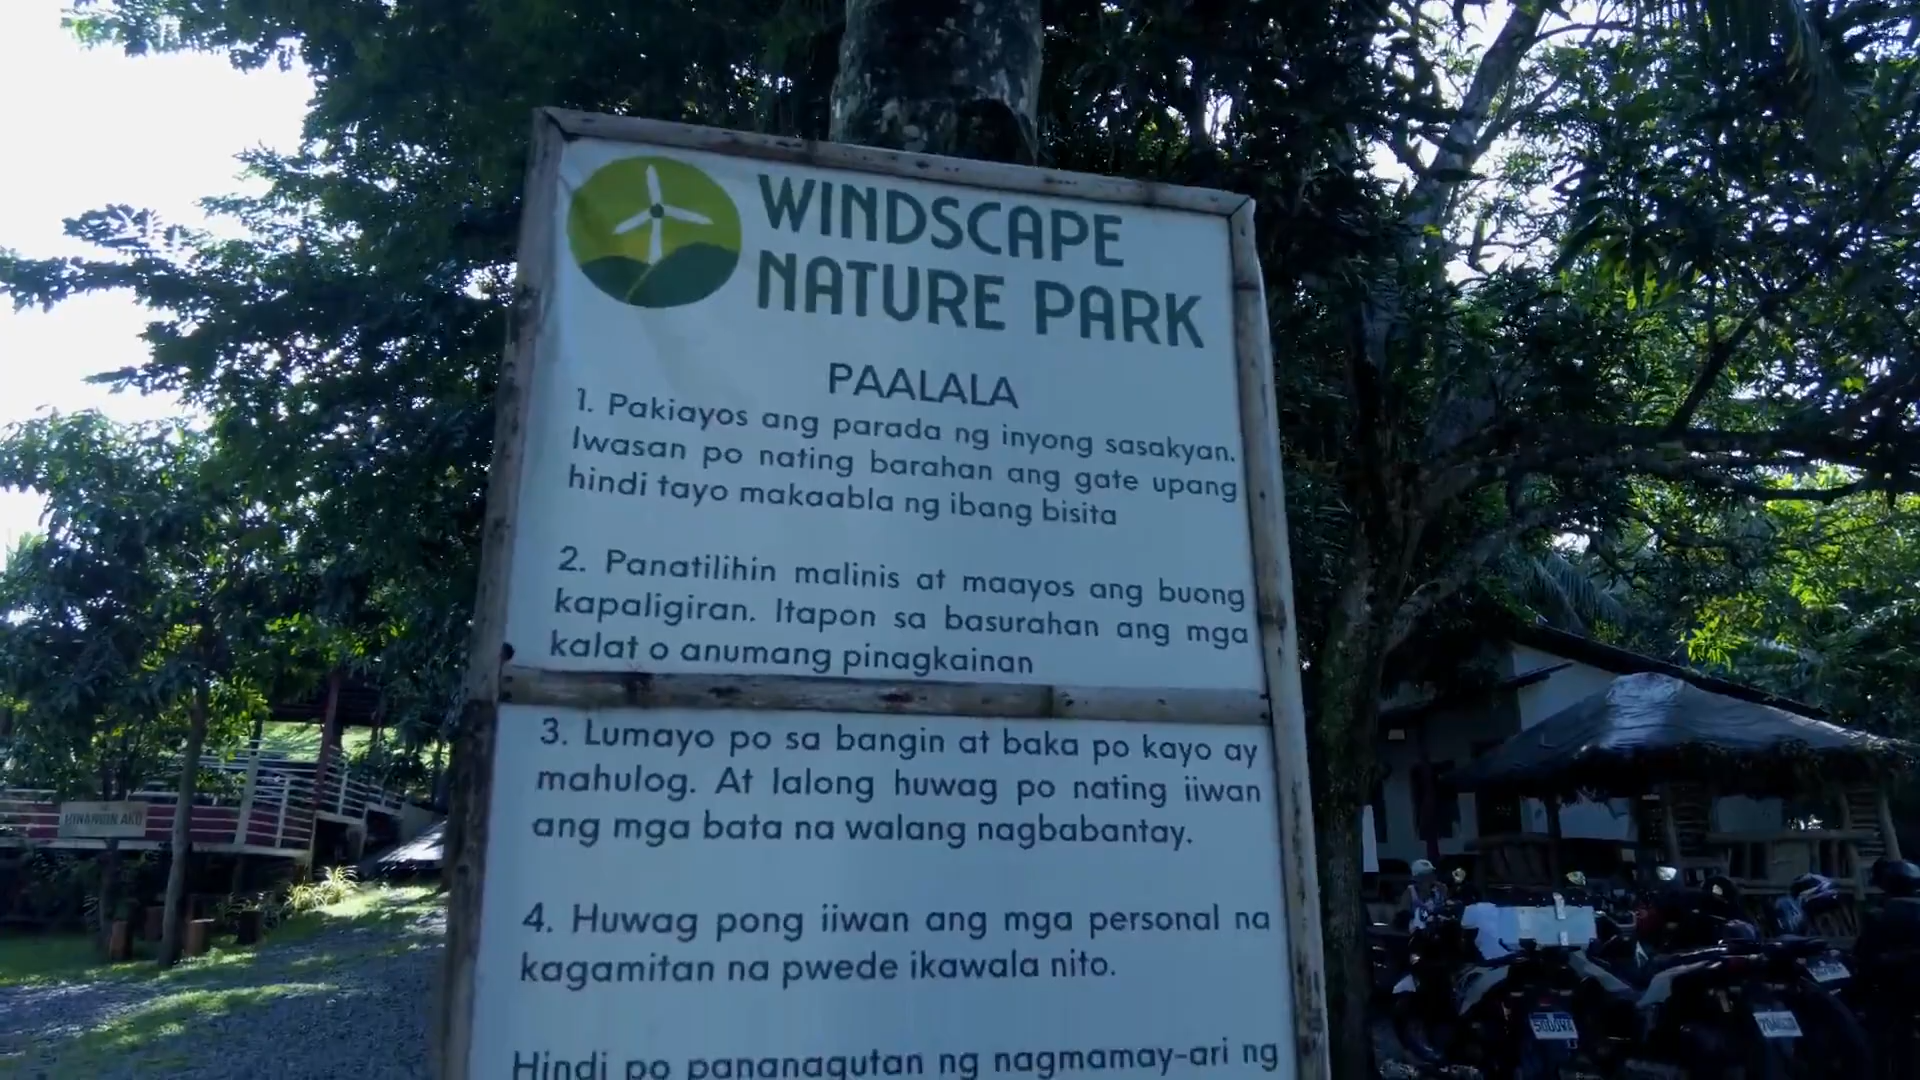 WINDSCAPE
NATURE PARK
PAALALA
1. Pakiayos ang parada ng inyong sasakyan.
Iwasan po nating barahan ang gate upang
hindi tayo makaabla ng ibang bisita
2. Panatilihin malinis at maayos ang buong
kapaligiran. Itapon sa basurahan ang mga
kalat o anumang pinagkainan
3. Lumayo po sa bangin at baka po kayo ay
mahulog. At lalong huwag po nating iiwan
ang mga bata na walang nagbabantay.
4. Huwag pong iiwan ang mga personal na
kagamitan na pwede ikawala nito.
Hindi po pananagutan ng nagmamay-ari ng